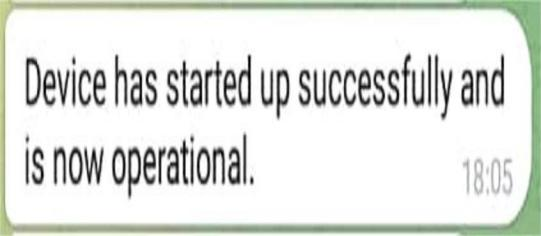 Device has started up successfully and
is now operational.
18:05